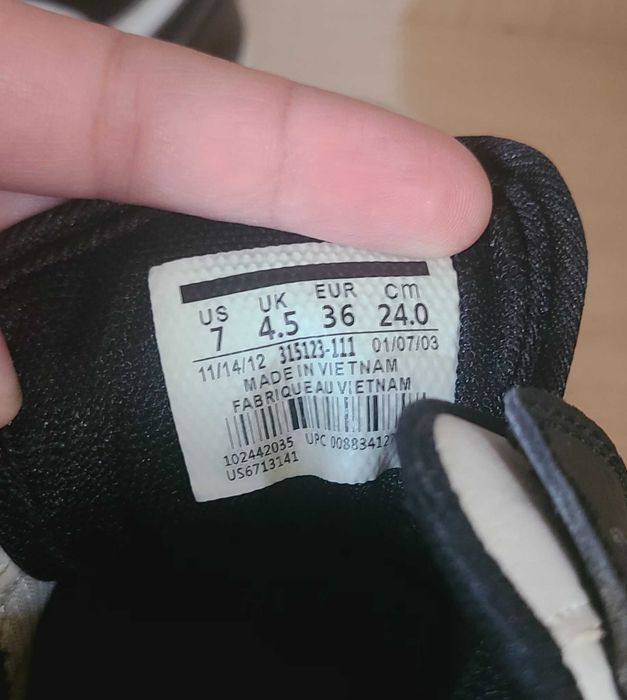 US UK EUR Cm
7 4.5 36 24.0
11/14/12 315123-111 01/07/03
MADE IN VIETNAM
FABRIQUE AU VIETNAM
102442035 UPC 00883412
US6713141